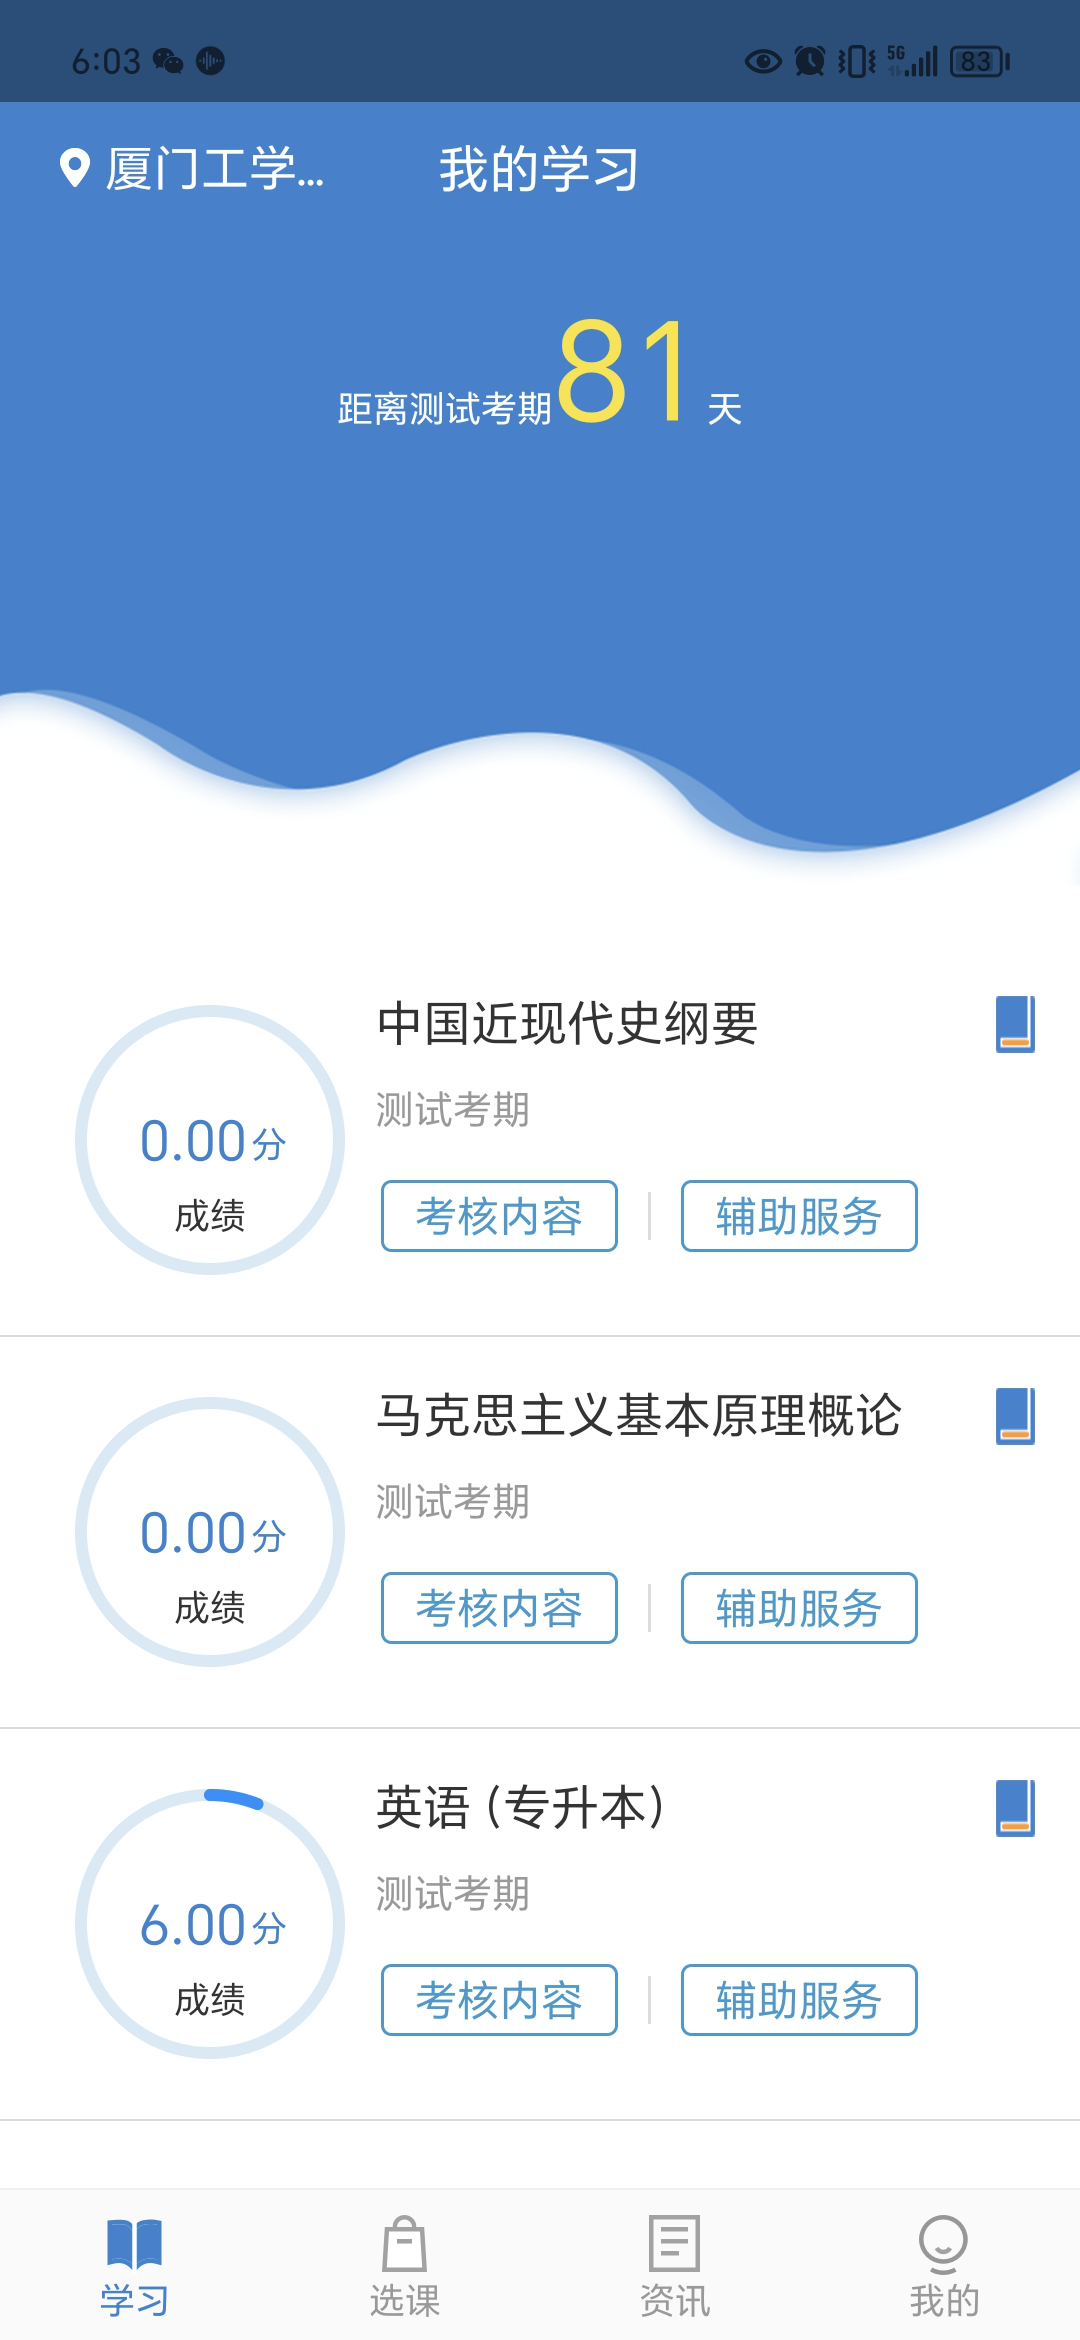 6:03 5G 83
厦门工学... 我的学习
距离测试考期81天
中国近现代史纲要
测试考期
0.00分
成绩
考核内容 辅助服务
马克思主义基本原理概论
测试考期
0.00分
成绩
考核内容 辅助服务
英语 (专升本)
测试考期
6.00分
成绩
考核内容 辅助服务
学习 选课 资讯 我的